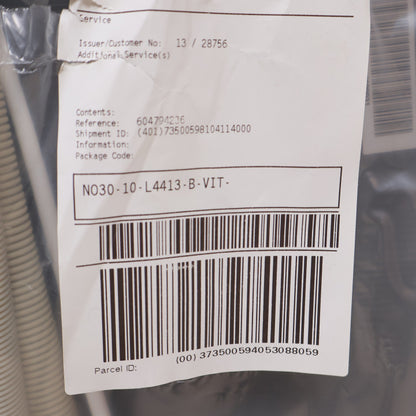 Service
Issuer/Customer No: 13 / 28756
Additional Service(s)
Contents:
Reference: 604794236
Shipment ID: (401)73500598104114000
Information:
Package Code:
NO30-10-L4413-B-VIT-
(00) 373500594053088059
Parcel ID: